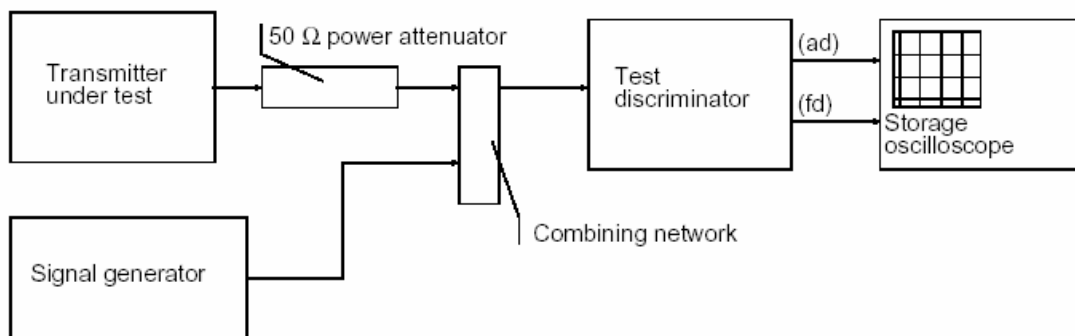 50 Ω power attenuator
Transmitter
under test
Test
discriminator
(ad)
(fd)
Storage
oscilloscope
Combining network
Signal generator